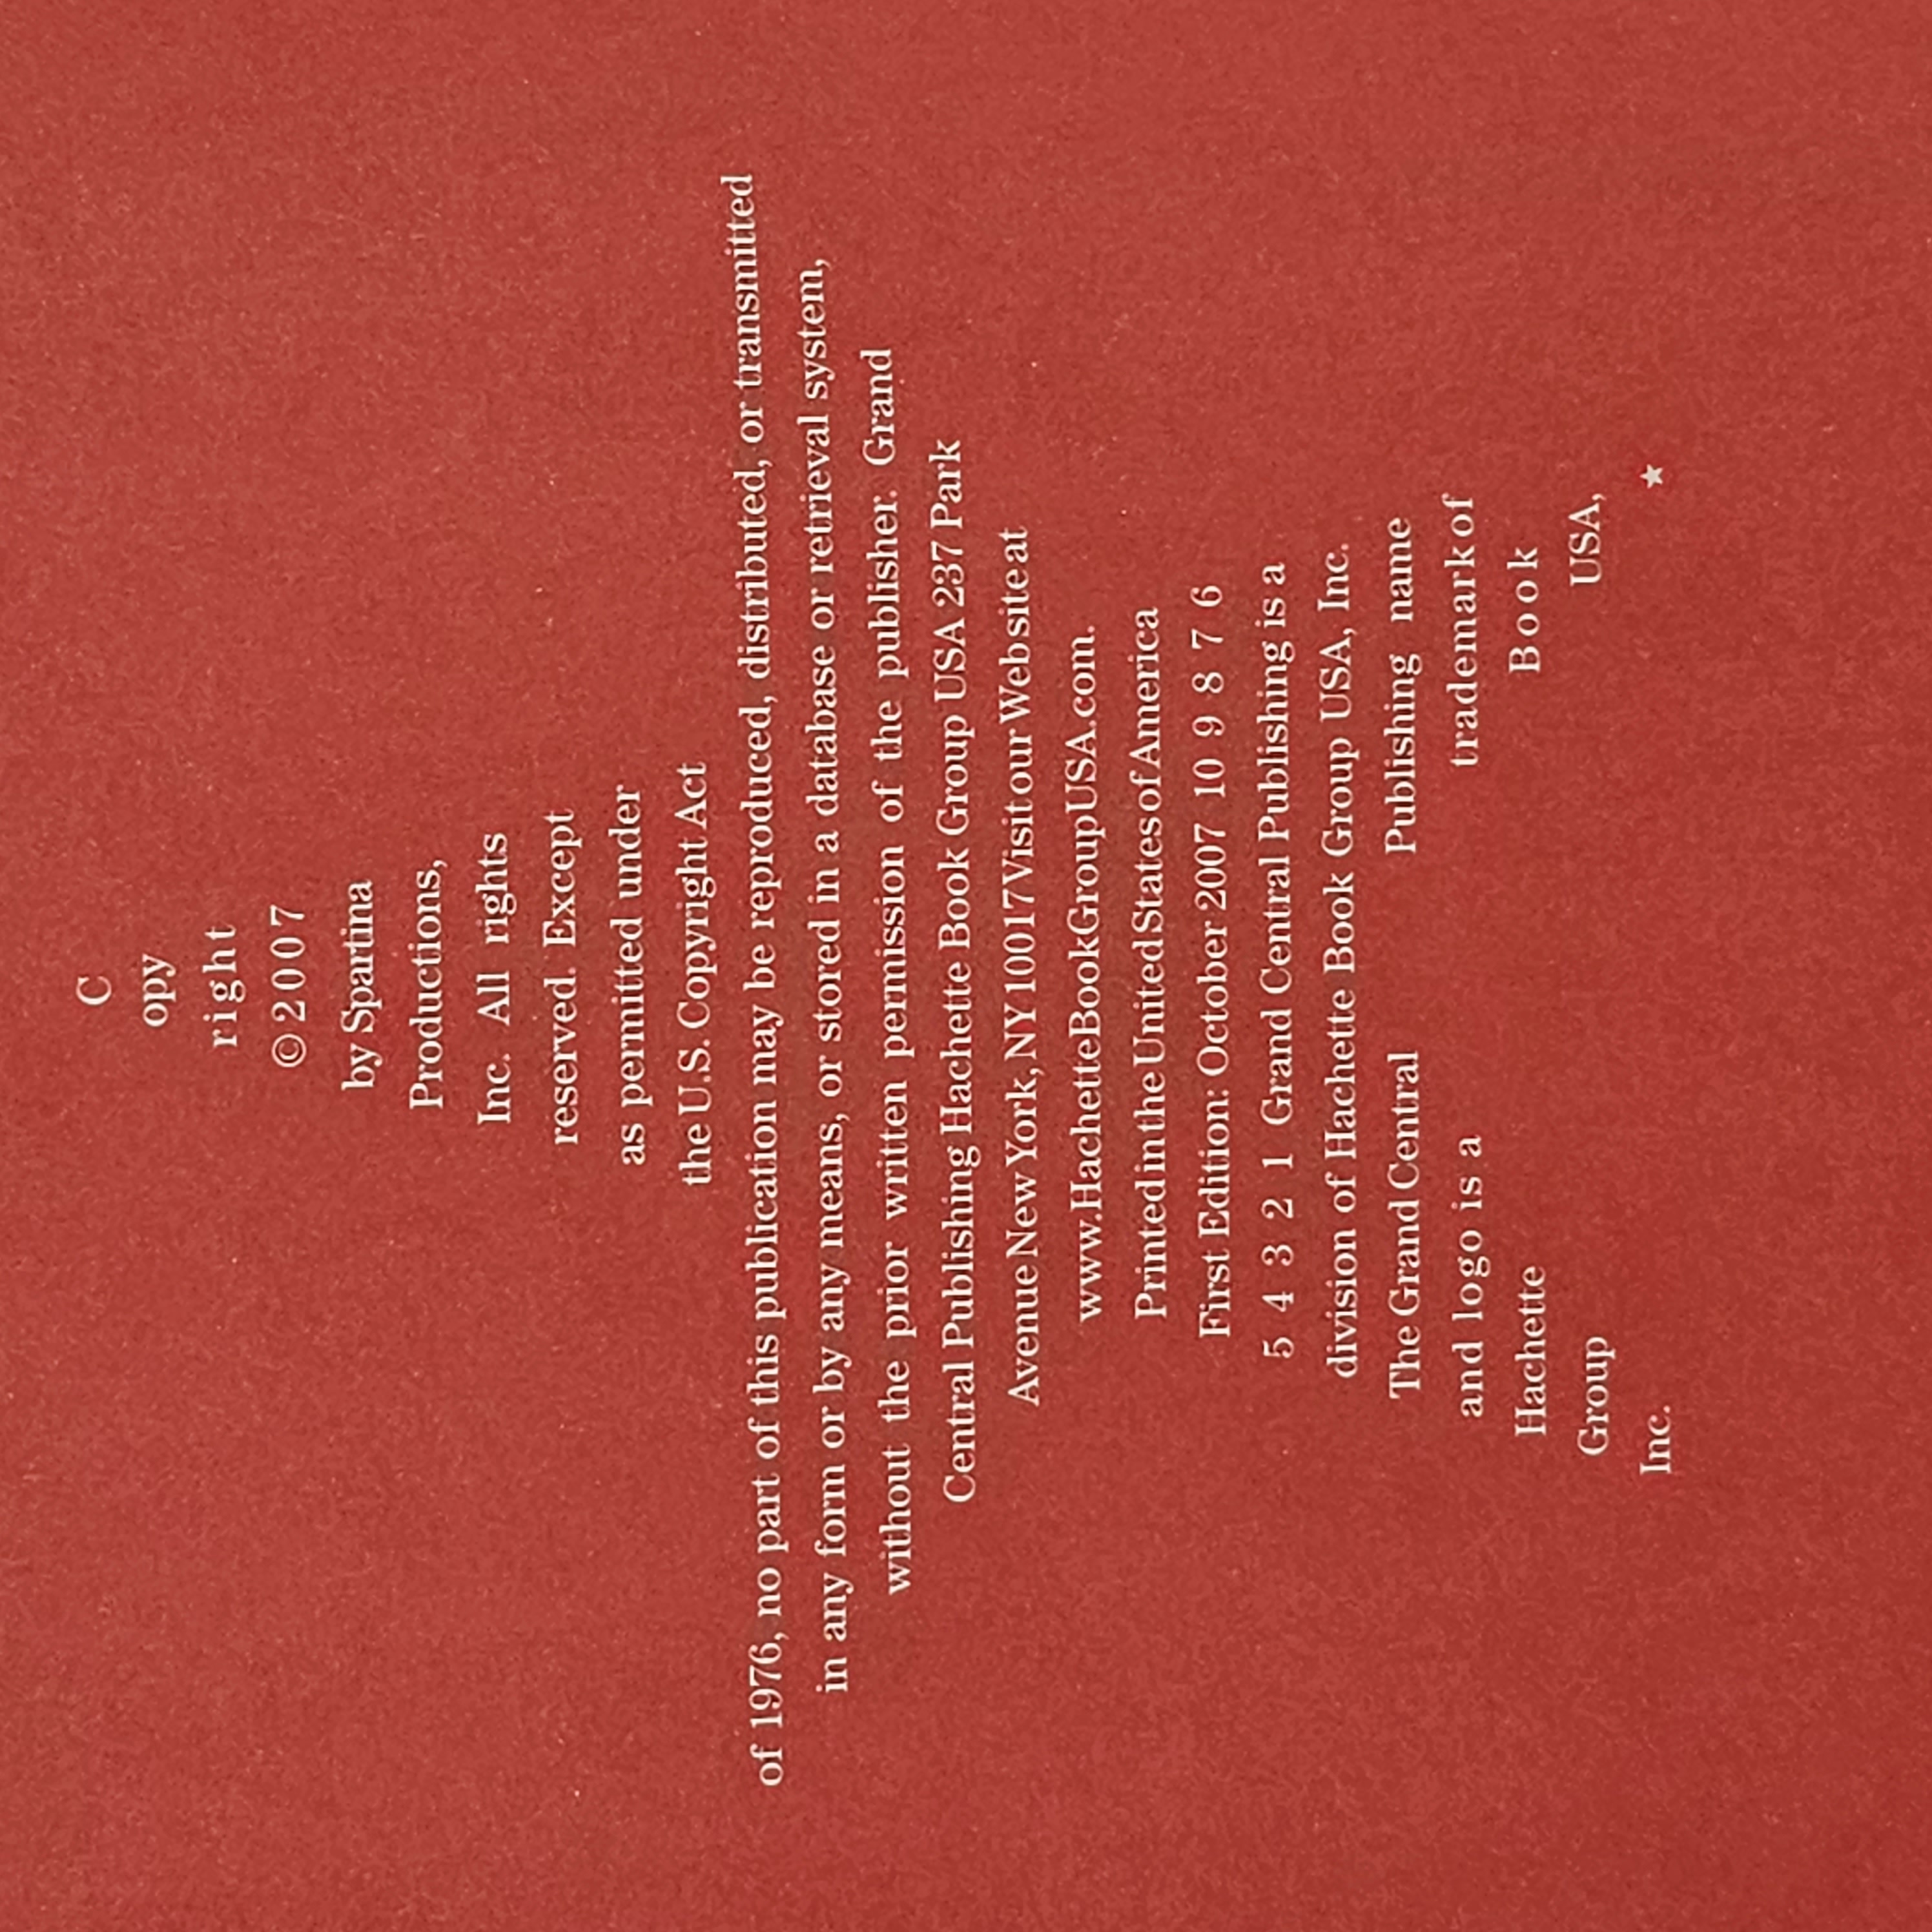 C
opy
right
©2007
by Spartina
Productions,
Inc. All rights
reserved. Except
as permitted under
the U.S. Copyright Act
of 1976, no part of this publication may be reproduced, distributed, or transmitted
in any form or by any means, or stored in a database or retrieval system,
without the prior written permission of the publisher. Grand
Central Publishing Hachette Book Group USA 237 Park
Avenue New York, NY 10017 Visit our Web site at
www.HachetteBookGroupUSA.com.
Printed in the United States of America
First Edition: October 2007 10 9 8 7 6
5 4 3 2 1 Grand Central Publishing is a
division of Hachette Book Group USA, Inc.
The Grand Central Publishing name
and logo is a trademark of
Hachette Book
Group USA,
Inc. ★